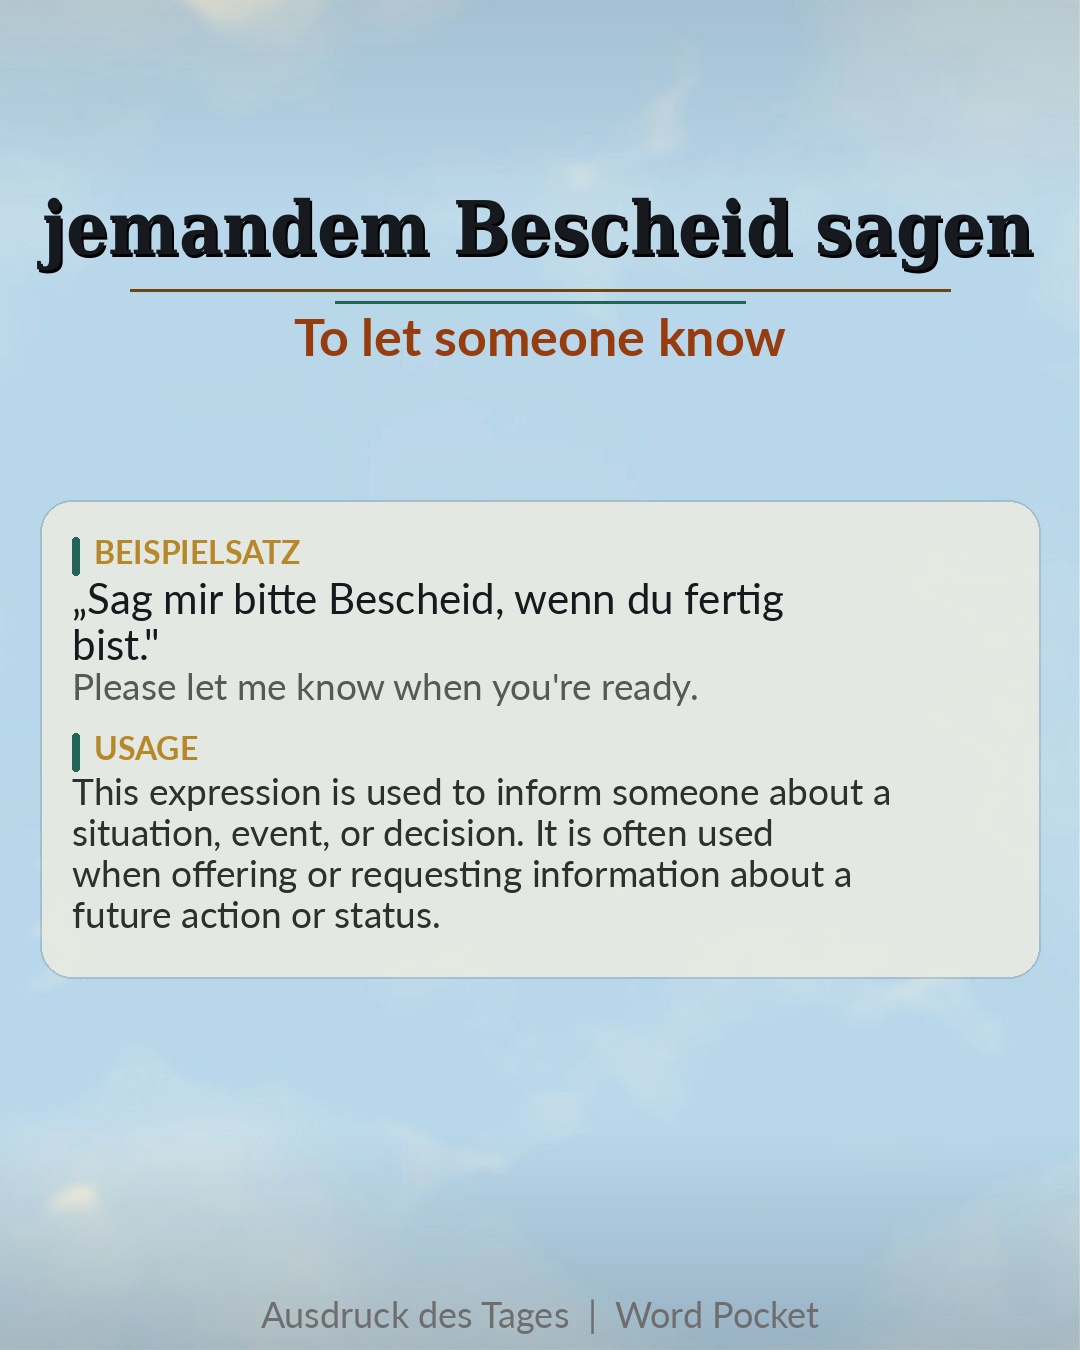 jemandem Bescheid sagen
To let someone know
BEISPIELSATZ
„Sag mir bitte Bescheid, wenn du fertig
bist."
Please let me know when you're ready.
USAGE
This expression is used to inform someone about a
situation, event, or decision. It is often used
when offering or requesting information about a
future action or status.
Ausdruck des Tages | Word Pocket